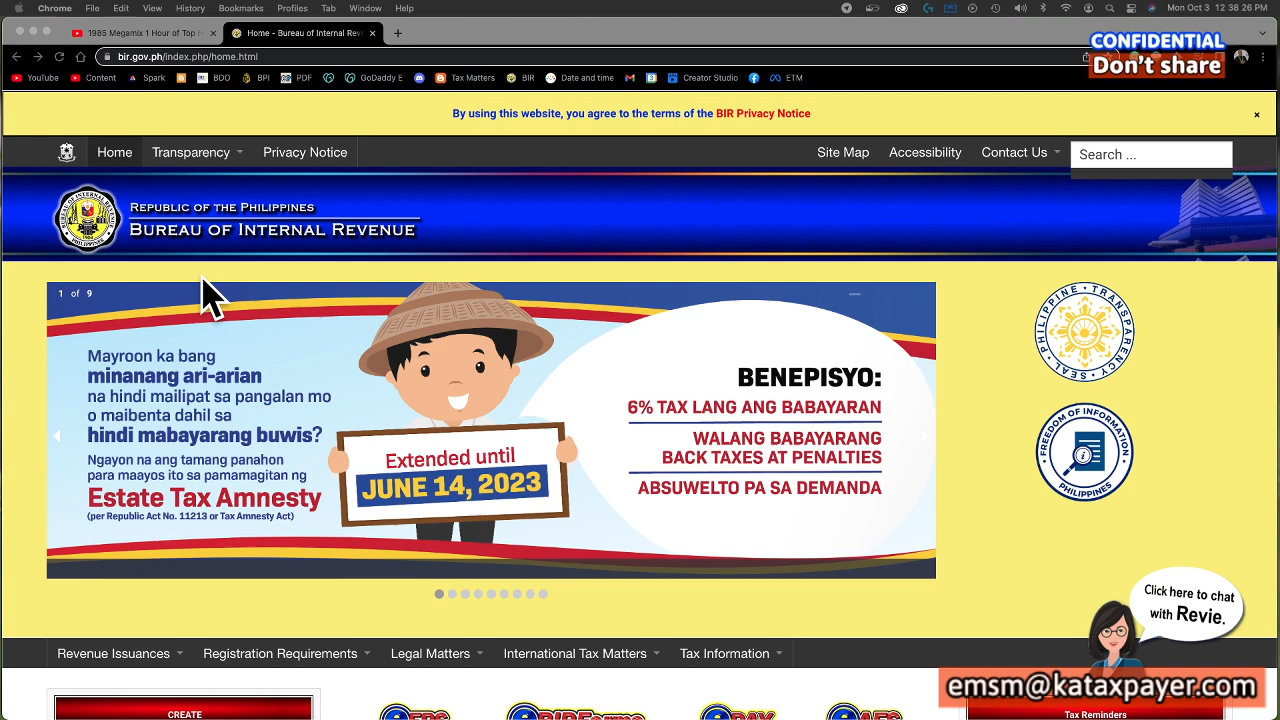 Chrome File Edit View History Bookmarks Profiles Tab Window Help
Mon Oct 3 12 38 26 PM
1985 Megamix 1 Hour of Top H
Home - Bureau of Internal Rev
CONFIDENTIAL
Don't share
bir.gov.ph/index.php/home.html
YouTube Content Spark BDO BPI PDF GoDaddy E Tax Matters BIR Date and time Creator Studio ETM
By using this website, you agree to the terms of the BIR Privacy Notice
Home Transparency Privacy Notice Site Map Accessibility Contact Us Search ...
REPUBLIC OF THE PHILIPPINES
BUREAU OF INTERNAL REVENUE
1 of 9
Mayroon ka bang
minanang ari-arian
na hindi mailipat sa pangalan mo
o maibenta dahil sa
hindi mabayarang buwis?
Ngayon na ang tamang panahon
para maayos ito sa pamamagitan ng
Estate Tax Amnesty
(per Republic Act No. 11213 or Tax Amnesty Act)
Extended until
JUNE 14, 2023
BENEPISYO:
6% TAX LANG ANG BABAYARAN
WALANG BABAYARANG
BACK TAXES AT PENALTIES
ABSUWELTO PA SA DEMANDA
PHILIPPINE TRANSPARENCY SEAL
FREEDOM OF INFORMATION
PHILIPPINES
Click here to chat
with Revie.
Revenue Issuances Registration Requirements Legal Matters International Tax Matters Tax Information
emsm@kataxpayer.com
CREATE
Tax Reminders